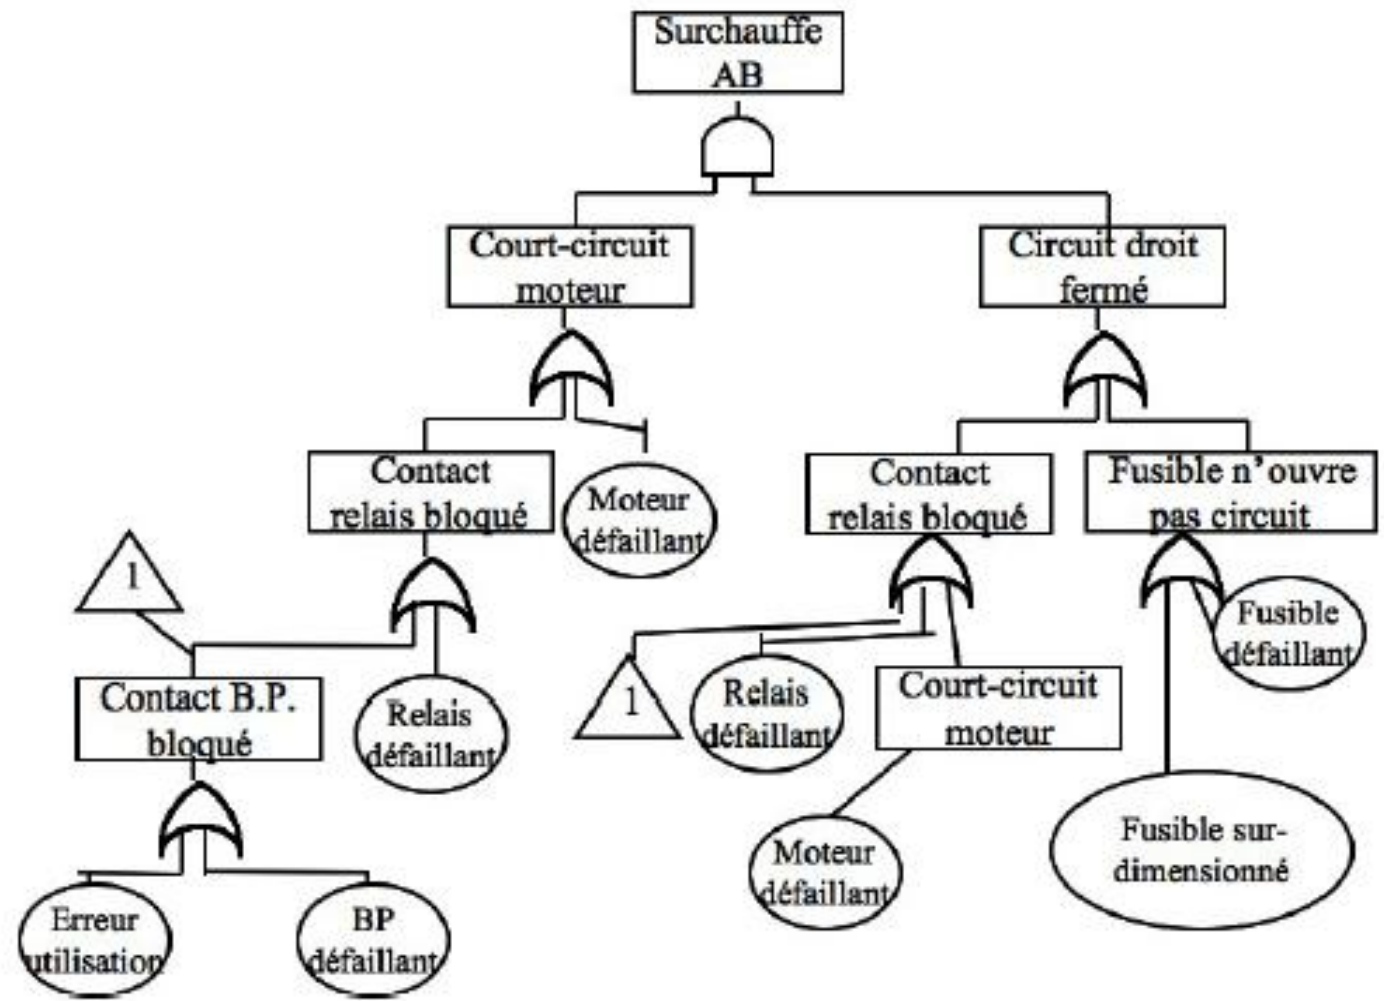 Surchauffe
AB
Court-circuit
moteur
Circuit droit
fermé
Contact
relais bloqué
Moteur
défaillant
Contact
relais bloqué
Fusible n'ouvre
pas circuit
1
Contact B.P.
bloqué
Relais
défaillant
1
Relais
défaillant
Court-circuit
moteur
Fusible
défaillant
Erreur
utilisation
BP
défaillant
Moteur
défaillant
Fusible sur-
dimensionné